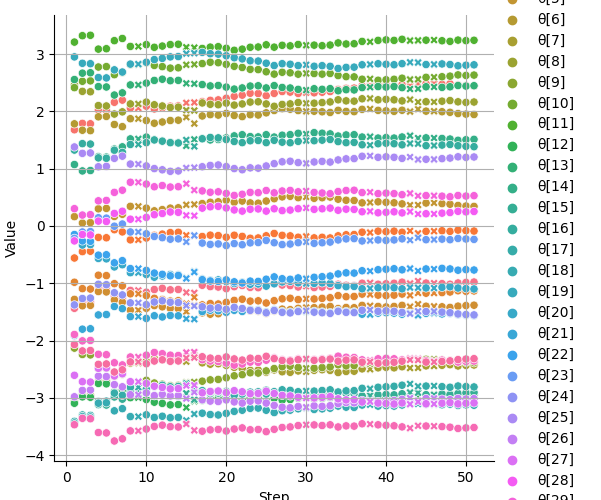 Value
3
2
1
0
−1
−2
−3
−4
0
10
20
30
40
50
Step
θ[6]
θ[7]
θ[8]
θ[9]
θ[10]
θ[11]
θ[12]
θ[13]
θ[14]
θ[15]
θ[16]
θ[17]
θ[18]
θ[19]
θ[20]
θ[21]
θ[22]
θ[23]
θ[24]
θ[25]
θ[26]
θ[27]
θ[28]